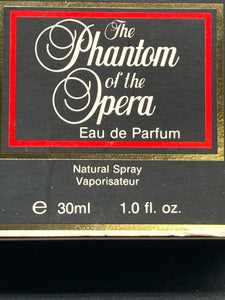 The
Phantom
of the
Opera
Eau de Parfum
Natural Spray
Vaporisateur
℮ 30ml 1.0 fl. oz.